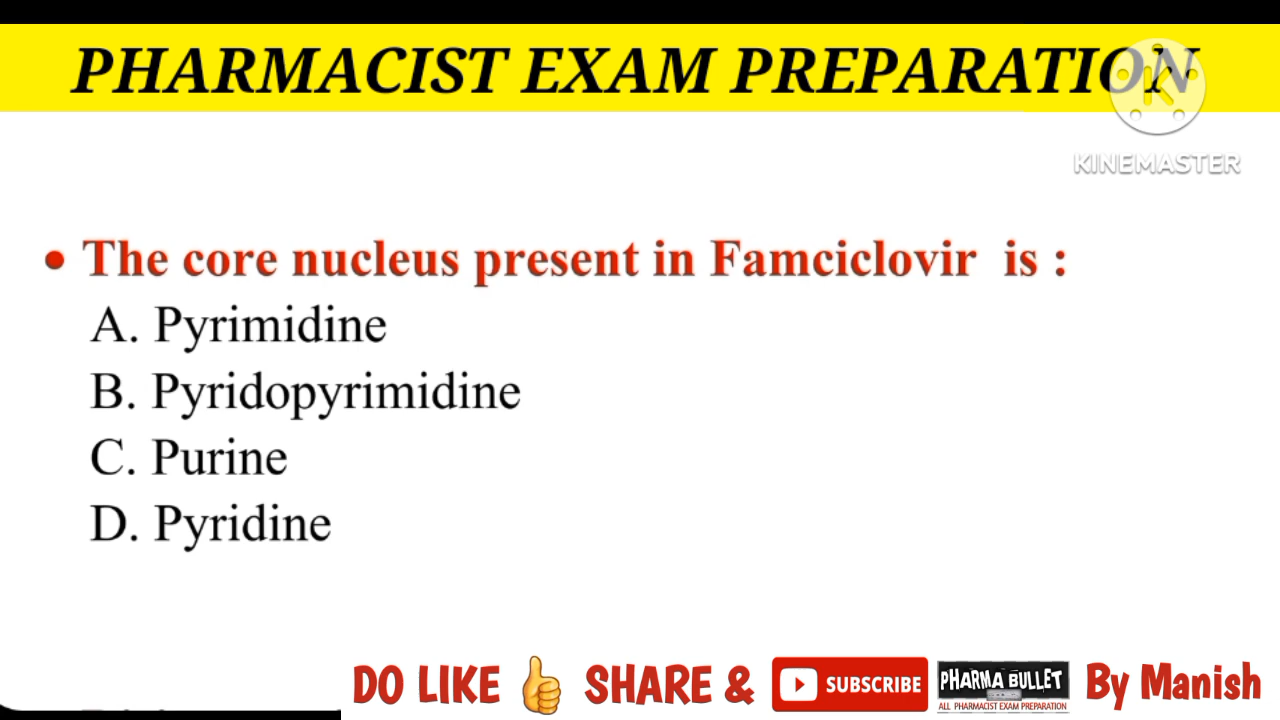 PHARMACIST EXAM PREPARATION
KINEMASTER
• The core nucleus present in Famciclovir is :
A. Pyrimidine
B. Pyridopyrimidine
C. Purine
D. Pyridine
DO LIKE 👍 SHARE & SUBSCRIBE PHARMA BULLET By Manish
ALL PHARMACIST EXAM PREPARATION